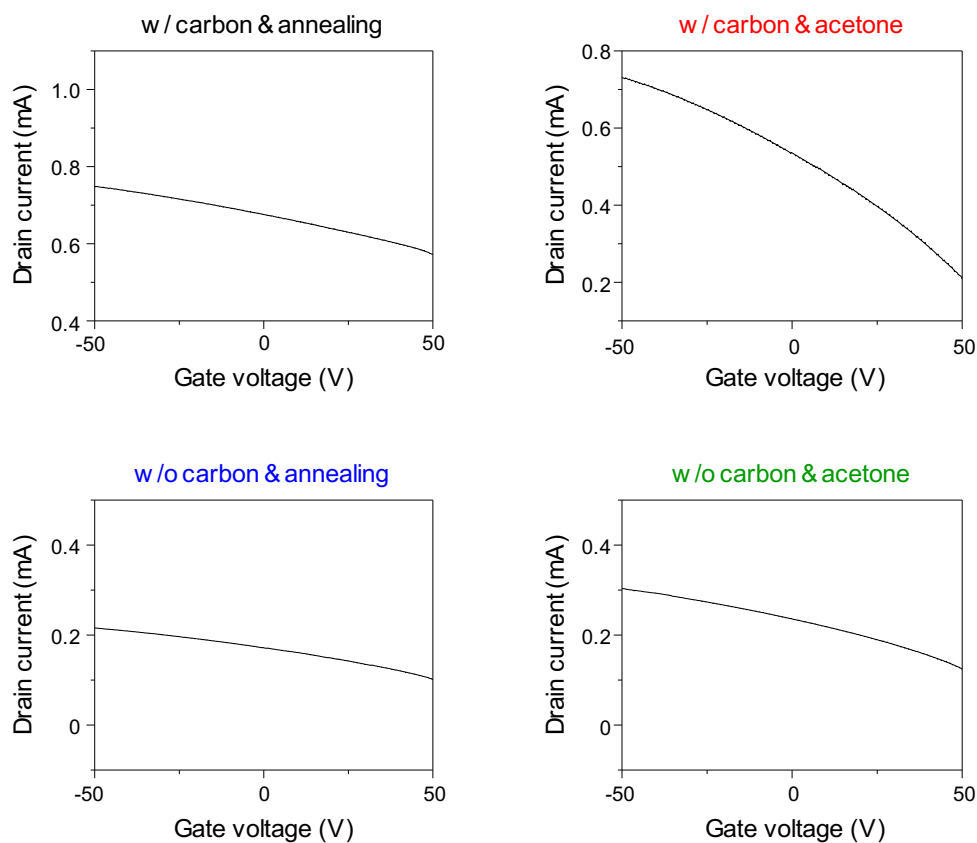 w / carbon & annealing
Drain current (mA)
1.0
0.8
0.6
0.4
-50
0
50
Gate voltage (V)
w / carbon & acetone
Drain current (mA)
0.8
0.6
0.4
0.2
-50
0
50
Gate voltage (V)
w /o carbon & annealing
Drain current (mA)
0.4
0.2
0
-50
0
50
Gate voltage (V)
w /o carbon & acetone
Drain current (mA)
0.4
0.2
0
-50
0
50
Gate voltage (V)